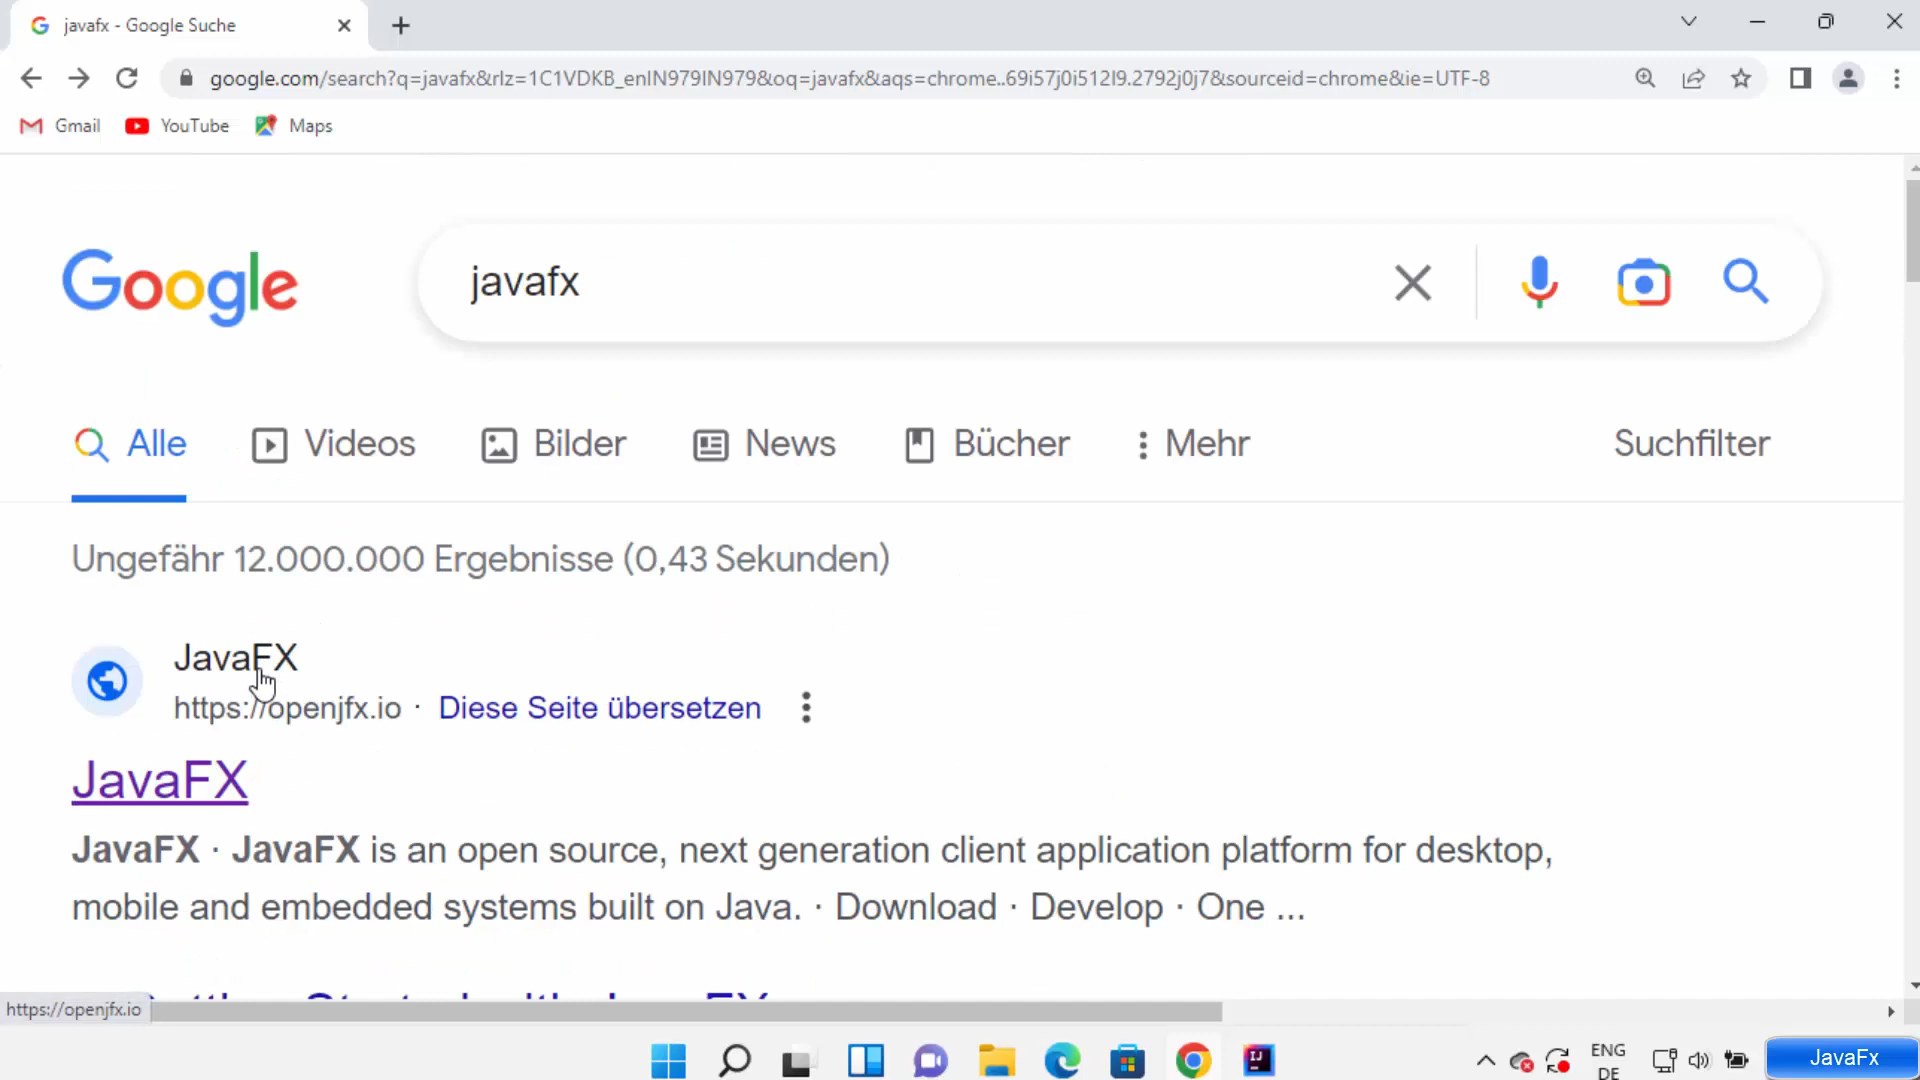 javafx - Google Suche
google.com/search?q=javafx&rlz=1C1VDKB_enIN979IN979&oq=javafx&aqs=chrome..69i57j0i512l9.2792j0j7&sourceid=chrome&ie=UTF-8
Gmail YouTube Maps
Google javafx
Alle Videos Bilder News Bücher Mehr Suchfilter
Ungefähr 12.000.000 Ergebnisse (0,43 Sekunden)
JavaFX
https://openjfx.io · Diese Seite übersetzen
JavaFX
JavaFX · JavaFX is an open source, next generation client application platform for desktop,
mobile and embedded systems built on Java. · Download · Develop · One ...
https://openjfx.io
ENG
DE
JavaFx